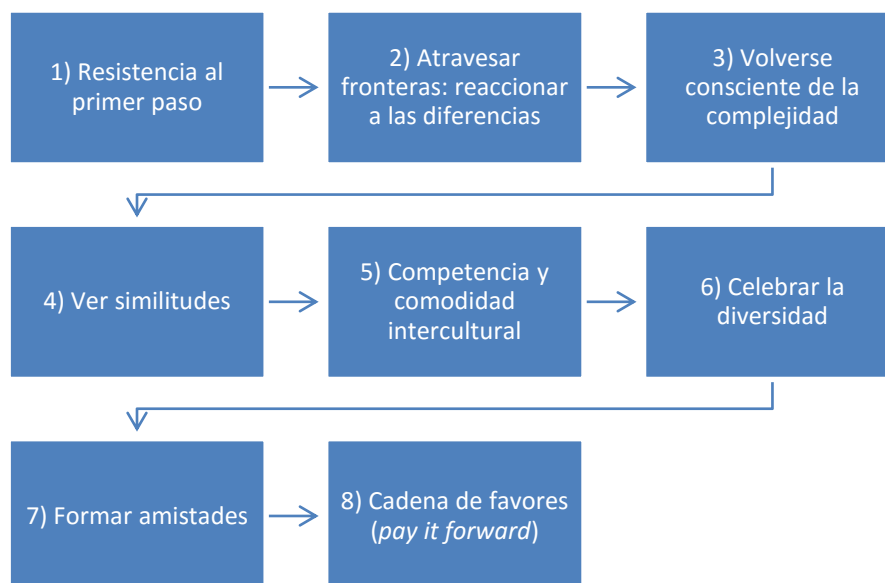 1) Resistencia al
primer paso
2) Atravesar
fronteras: reaccionar
a las diferencias
3) Volverse
consciente de la
complejidad
4) Ver similitudes
5) Competencia y
comodidad
intercultural
6) Celebrar la
diversidad
7) Formar amistades
8) Cadena de favores
(pay it forward)